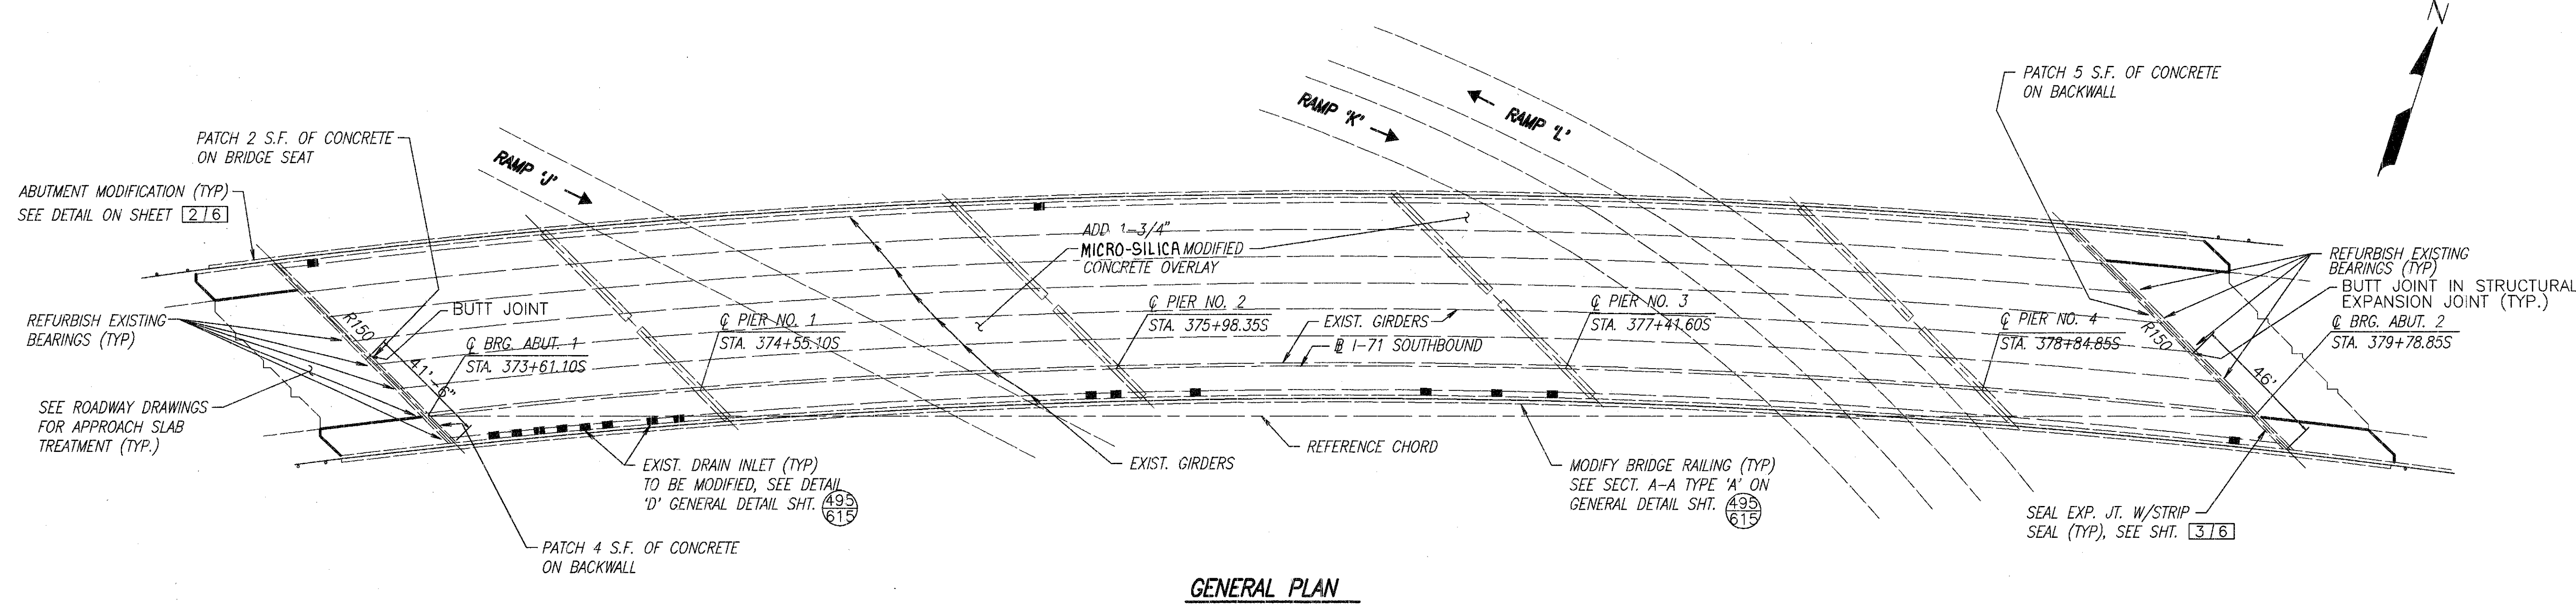 N
PATCH 5 S.F. OF CONCRETE
ON BACKWALL
RAMP 'K'
RAMP 'L'
PATCH 2 S.F. OF CONCRETE
ON BRIDGE SEAT
RAMP 'J'
ABUTMENT MODIFICATION (TYP)
SEE DETAIL ON SHEET 2/6
ADD 1-3/4"
MICRO-SILICA MODIFIED
CONCRETE OVERLAY
REFURBISH EXISTING
BEARINGS (TYP)
BUTT JOINT IN STRUCTURAL
EXPANSION JOINT (TYP.)
REFURBISH EXISTING
BEARINGS (TYP)
R150
BUTT JOINT
℄ BRG. ABUT. 1
STA. 373+61.10S
41'-6"
℄ PIER NO. 1
STA. 374+55.10S
℄ PIER NO. 2
STA. 375+98.35S
EXIST. GIRDERS
℄ I-71 SOUTHBOUND
℄ PIER NO. 3
STA. 377+41.60S
℄ PIER NO. 4
STA. 378+84.85S
R150
℄ BRG. ABUT. 2
STA. 379+78.85S
46'
SEE ROADWAY DRAWINGS
FOR APPROACH SLAB
TREATMENT (TYP.)
EXIST. DRAIN INLET (TYP)
TO BE MODIFIED, SEE DETAIL
'D' GENERAL DETAIL SHT. 495
615
EXIST. GIRDERS
REFERENCE CHORD
MODIFY BRIDGE RAILING (TYP)
SEE SECT. A-A TYPE 'A' ON
GENERAL DETAIL SHT. 495
615
SEAL EXP. JT. W/STRIP
SEAL (TYP), SEE SHT. 3/6
PATCH 4 S.F. OF CONCRETE
ON BACKWALL
GENERAL PLAN